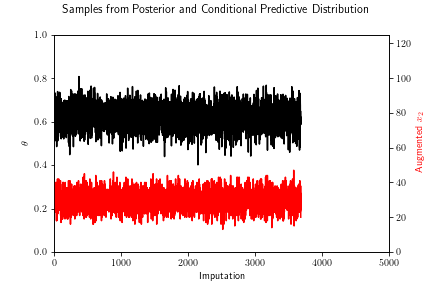 Samples from Posterior and Conditional Predictive Distribution
1.0
0.8
0.6
0.4
0.2
0.0
θ
120
100
80
60
40
20
0
Augmented x₂
0 1000 2000 3000 4000 5000
Imputation